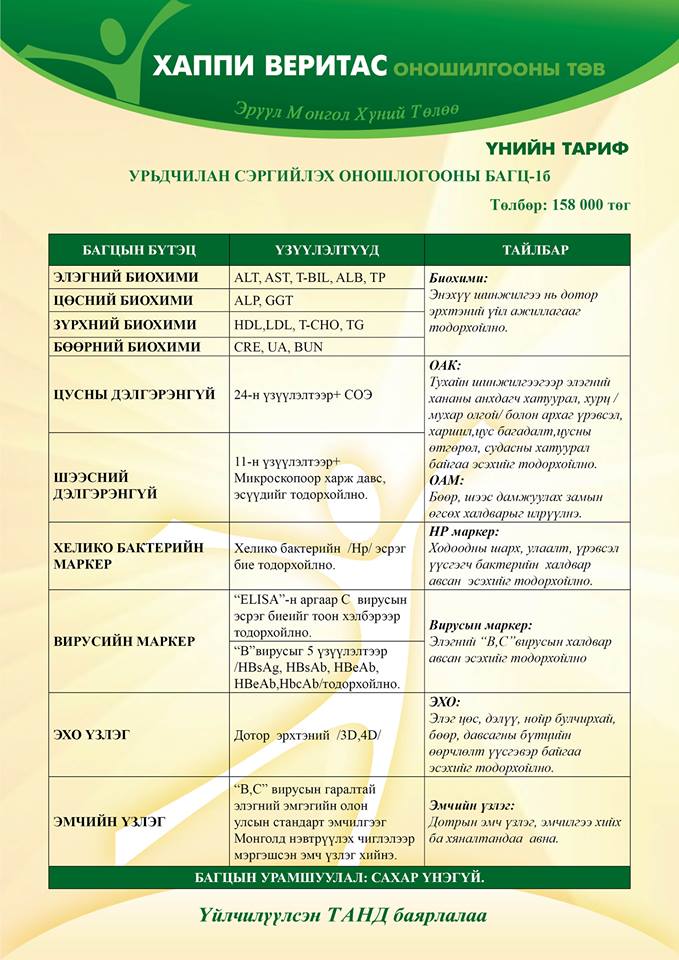 ХАППИ ВЕРИТАС ОНОШИЛГООНЫ ТӨВ
Эрүүл Монгол Хүний Төлөө
ҮНИЙН ТАРИФ
УРЬДЧИЛАН СЭРГИЙЛЭХ ОНОШЛОГООНЫ БАГЦ-1б
Төлбөр: 158 000 төг
БАГЦЫН БҮТЭЦ
ҮЗҮҮЛЭЛТҮҮД
ТАЙЛБАР
ЭЛЭГНИЙ БИОХИМИ
ALT, AST, T-BIL, ALB, TP
ЦӨСНИЙ БИОХИМИ
ALP, GGT
ЗҮРХНИЙ БИОХИМИ
HDL,LDL, T-CHO, TG
БӨӨРНИЙ БИОХИМИ
CRE, UA, BUN
Биохими:
Энэхүү шинжилгээ нь дотор
эрхтэний үйл ажиллагааг
тодорхойлно.
ЦУСНЫ ДЭЛГЭРЭНГҮЙ
24-н үзүүлэлтээр+ СОЭ
ОАК:
Тухайн шинжилгээгээр элэгний
хананы анхдагч хатуурал, хурц /
мухар олгой/ болон архаг үрэвсэл,
харшил,цус багадалт,цусны
өтгөрөл, судасны хатуурал
байгаа эсэхийг тодорхойлно.
ШЭЭСНИЙ
ДЭЛГЭРЭНГҮЙ
11-н үзүүлэлтээр+
Микроскопоор харж давс,
эсүүдийг тодорхойлно.
ОАМ:
Бөөр, шээс дамжуулах замын
өгсөх халдварыг илрүүлнэ.
ХЕЛИКО БАКТЕРИЙН
МАРКЕР
Хелико бактерийн /Hp/ эсрэг
бие тодорхойлно.
HP маркер:
Ходоодны шарх, улаалт, үрэвсэл
үүсгэгч бактерийн халдвар
авсан эсэхийг тодорхойлно.
ВИРУСИЙН МАРКЕР
“ELISA”-н аргаар С вирусын
эсрэг биеийг тоон хэлбэрээр
тодорхойлно.
“B”вирусыг 5 үзүүлэлтээр
/HBsAg, HBsAb, HBeAb,
HBeAb,HbcAb/тодорхойлно.
Вирусын маркер:
Элэгний “В,С”вирусын халдвар
авсан эсэхийг тодорхойлно
ЭХО ҮЗЛЭГ
Дотор эрхтэний /3D,4D/
ЭХО:
Элэг цөс, дэлүү, нойр булчирхай,
бөөр, давсагны бүтцийн
өөрчлөлт үүсгэвэр байгаа
эсэхийг тодорхойлно.
ЭМЧИЙН ҮЗЛЭГ
“B,C” вирусын гаралтай
элэгний эмгэгийн олон
улсын стандарт эмчилгээг
Монголд нэвтрүүлэх чиглэлээр
мэргэшсэн эмч үзлэг хийнэ.
Эмчийн үзлэг:
Дотрын эмч үзлэг, эмчилгээ хийх
ба хяналтандаа авна.
БАГЦЫН УРАМШУУЛАЛ: САХАР ҮНЭГҮЙ.
Үйлчилүүлсэн ТАНД баярлалаа